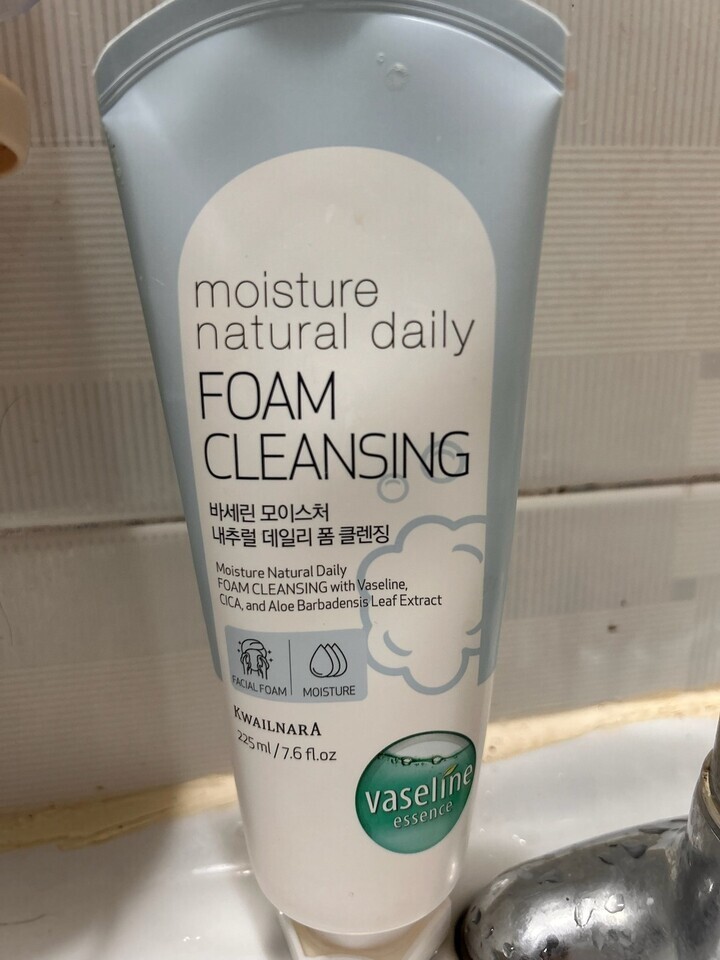 moisture
natural daily
FOAM
CLEANSING
바세린 모이스처
내추럴 데일리 폼 클렌징
Moisture Natural Daily
FOAM CLEANSING with Vaseline,
CICA, and Aloe Barbadensis Leaf Extract
FACIAL FOAM
MOISTURE
KWAILNARA
225 ml / 7.6 fl.oz
vaseline
essence